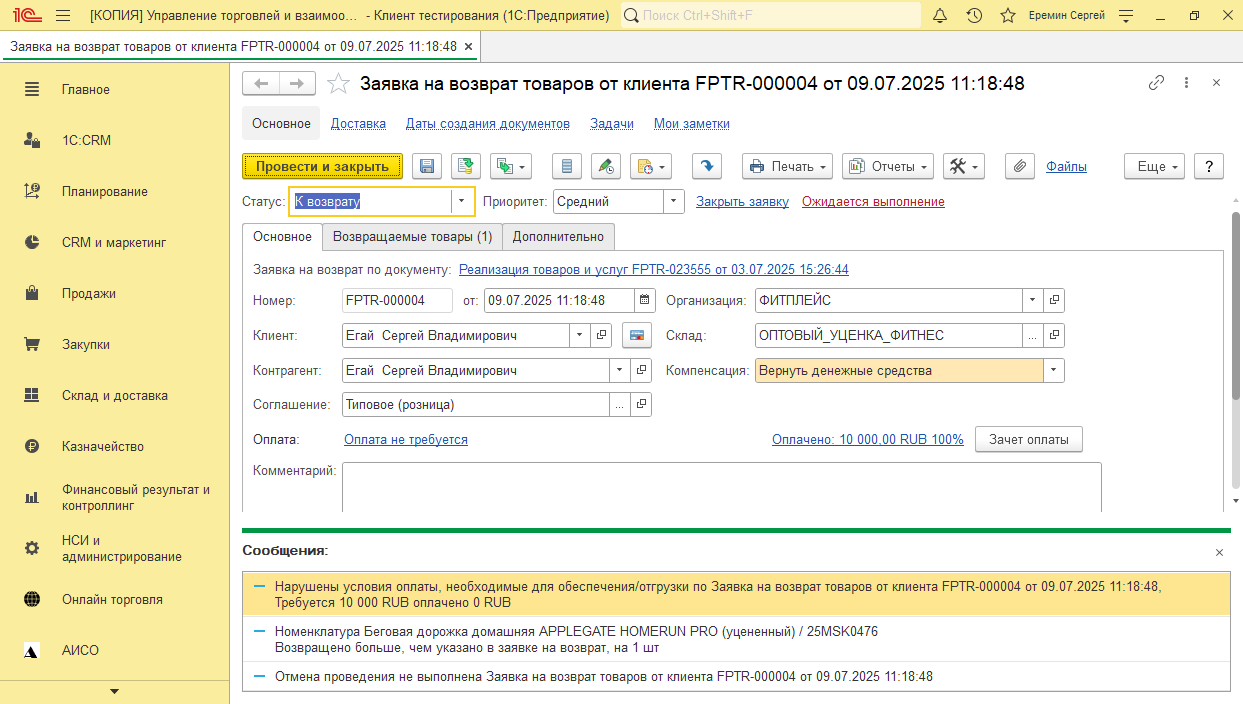 1С [КОПИЯ] Управление торговлей и взаимоо... - Клиент тестирования (1С:Предприятие) Поиск Ctrl+Shift+F Еремин Сергей
Заявка на возврат товаров от клиента FPTR-000004 от 09.07.2025 11:18:48 ×
Главное
1С:CRM
Планирование
CRM и маркетинг
Продажи
Закупки
Склад и доставка
Казначейство
Финансовый результат и
контроллинг
НСИ и
администрирование
Онлайн торговля
АИСО
Заявка на возврат товаров от клиента FPTR-000004 от 09.07.2025 11:18:48
Основное Доставка Даты создания документов Задачи Мои заметки
Провести и закрыть Печать Отчеты Файлы Еще ?
Статус: К возврату Приоритет: Средний Закрыть заявку Ожидается выполнение
Основное Возвращаемые товары (1) Дополнительно
Заявка на возврат по документу: Реализация товаров и услуг FPTR-023555 от 03.07.2025 15:26:44
Номер: FPTR-000004 от: 09.07.2025 11:18:48 Организация: ФИТПЛЕЙС
Клиент: Егай Сергей Владимирович Склад: ОПТОВЫЙ_УЦЕНКА_ФИТНЕС ...
Контрагент: Егай Сергей Владимирович Компенсация: Вернуть денежные средства
Соглашение: Типовое (розница) ...
Оплата: Оплата не требуется Оплачено: 10 000,00 RUB 100% Зачет оплаты
Комментарий:
Сообщения:
Нарушены условия оплаты, необходимые для обеспечения/отгрузки по Заявка на возврат товаров от клиента FPTR-000004 от 09.07.2025 11:18:48,
Требуется 10 000 RUB оплачено 0 RUB
Номенклатура Беговая дорожка домашняя APPLEGATE HOMERUN PRO (уцененный) / 25MSK0476
Возвращено больше, чем указано в заявке на возврат, на 1 шт
Отмена проведения не выполнена Заявка на возврат товаров от клиента FPTR-000004 от 09.07.2025 11:18:48